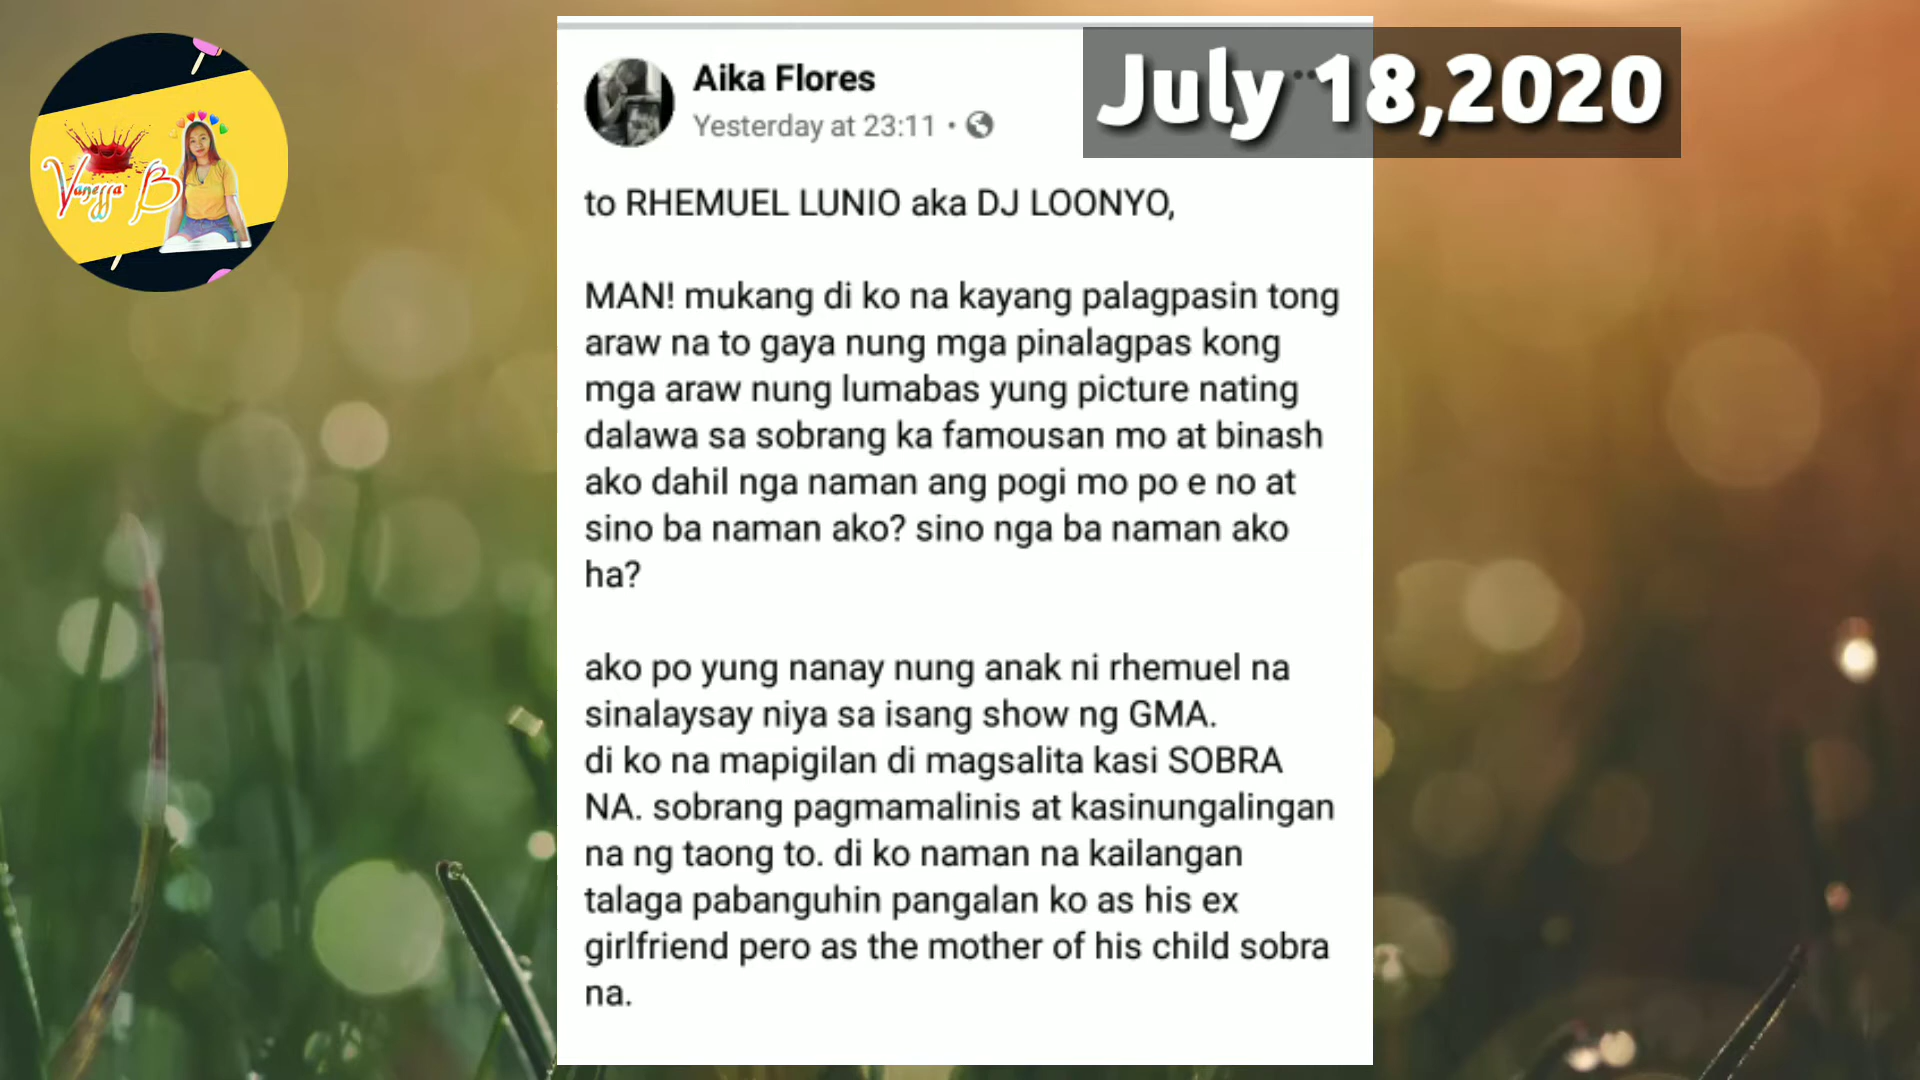 Vanessa B
Aika Flores
Yesterday at 23:11
July 18,2020
to RHEMUEL LUNIO aka DJ LOONYO,
MAN! mukang di ko na kayang palagpasin tong
araw na to gaya nung mga pinalagpas kong
mga araw nung lumabas yung picture nating
dalawa sa sobrang ka famousan mo at binash
ako dahil nga naman ang pogi mo po e no at
sino ba naman ako? sino nga ba naman ako
ha?
ako po yung nanay nung anak ni rhemuel na
sinalaysay niya sa isang show ng GMA.
di ko na mapigilan di magsalita kasi SOBRA
NA. sobrang pagmamalinis at kasinungalingan
na ng taong to. di ko naman na kailangan
talaga pabanguhin pangalan ko as his ex
girlfriend pero as the mother of his child sobra
na.